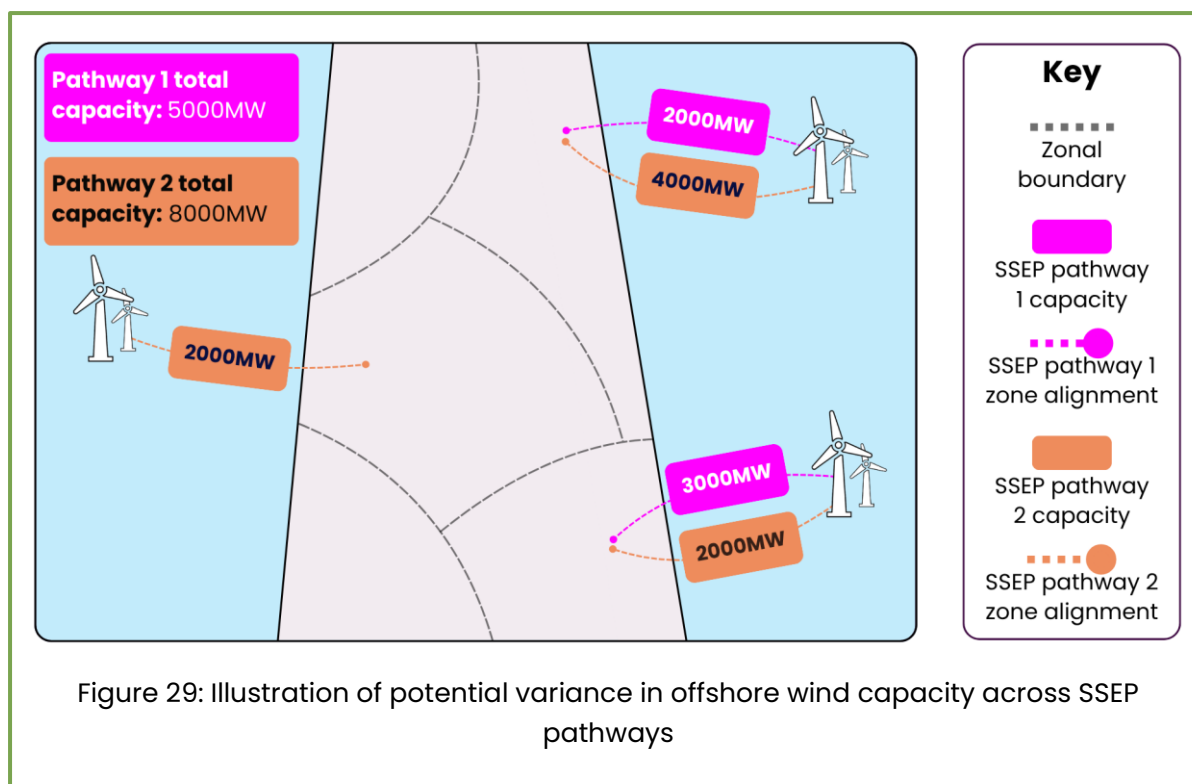 Pathway 1 total
capacity: 5000MW
Pathway 2 total
capacity: 8000MW
2000MW
4000MW
2000MW
3000MW
2000MW
Key
Zonal
boundary
SSEP pathway
1 capacity
SSEP pathway 1
zone alignment
SSEP pathway
2 capacity
SSEP pathway 2
zone alignment
Figure 29: Illustration of potential variance in offshore wind capacity across SSEP
pathways